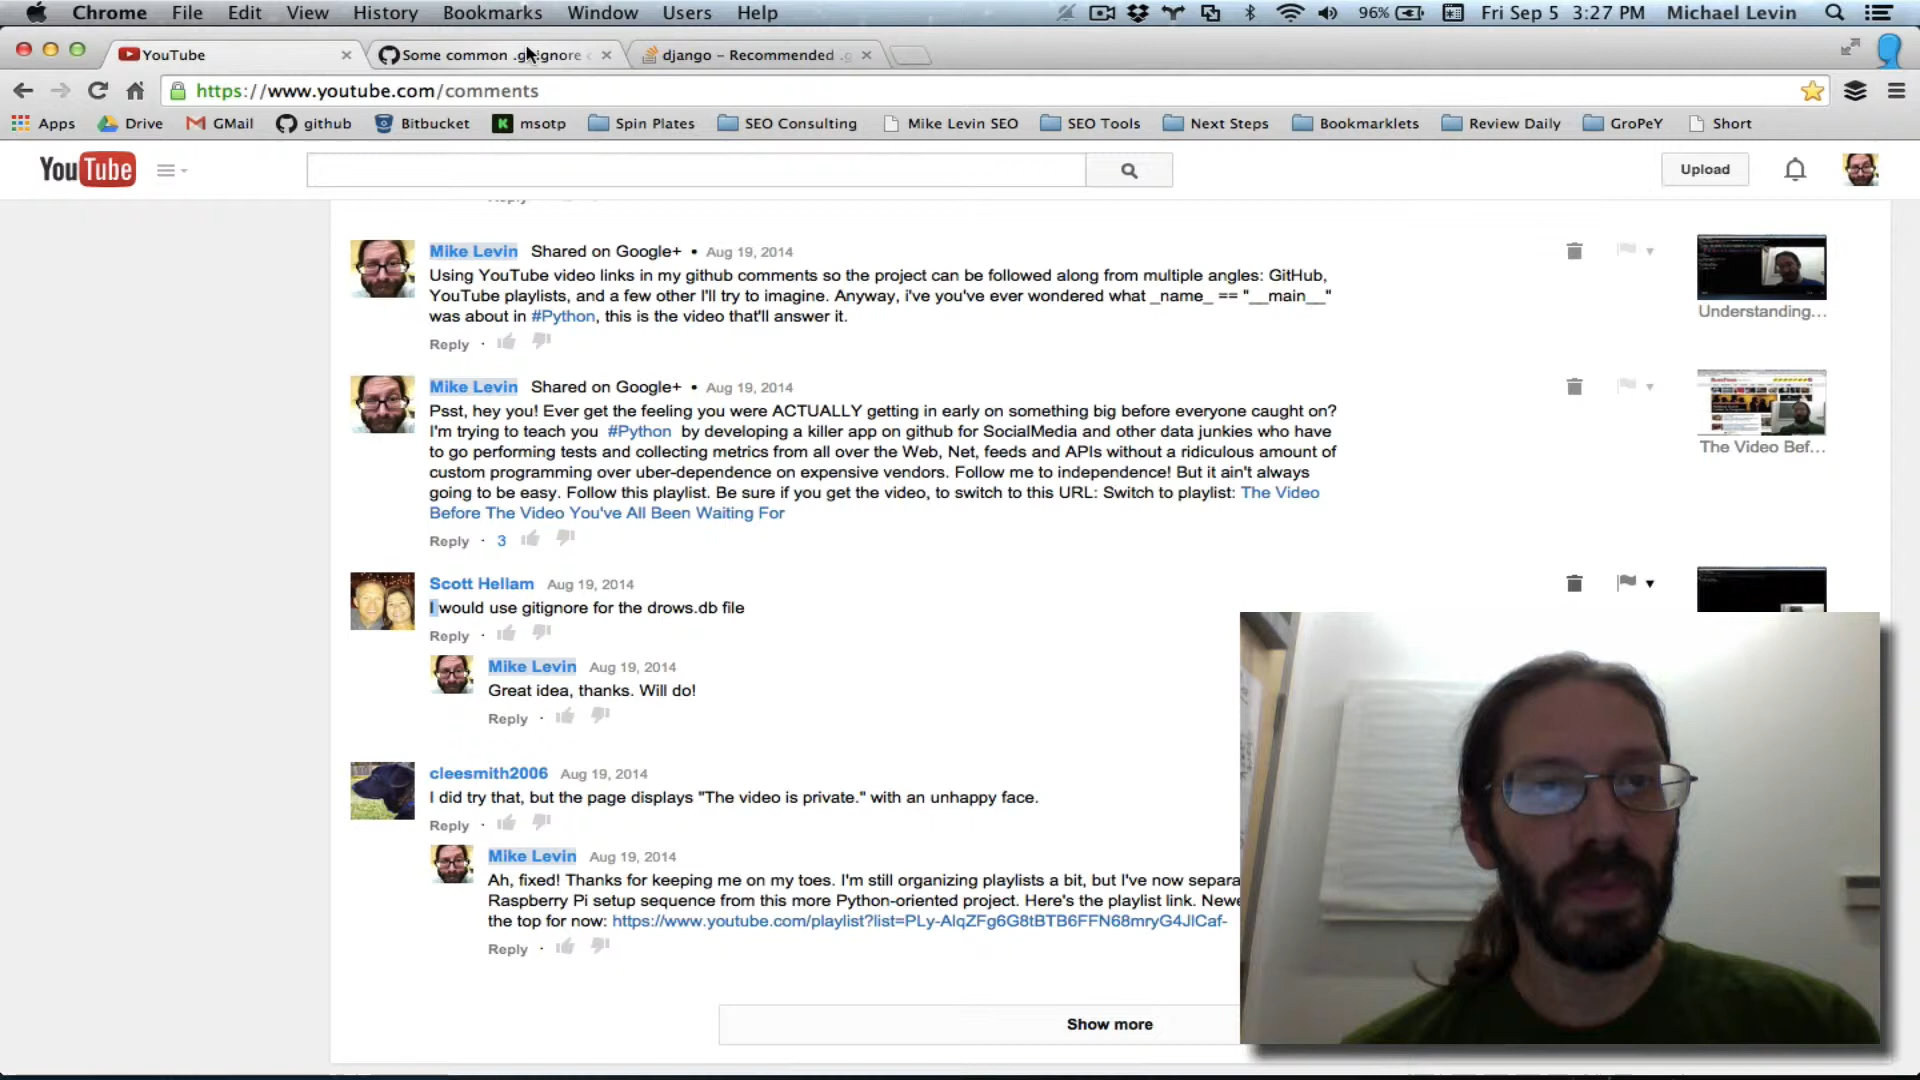 Chrome File Edit View History Bookmarks Window Users Help 96% Fri Sep 5 3:27 PM Michael Levin
YouTube Some common .gitignore django – Recommended .g
https://www.youtube.com/comments
Apps Drive GMail github Bitbucket msotp Spin Plates SEO Consulting Mike Levin SEO SEO Tools Next Steps Bookmarklets Review Daily GroPeY Short
YouTube Upload
Reply
Mike Levin Shared on Google+ • Aug 19, 2014
Using YouTube video links in my github comments so the project can be followed along from multiple angles: GitHub,
YouTube playlists, and a few other I'll try to imagine. Anyway, i've you've ever wondered what _name_ == "__main__"
was about in #Python, this is the video that'll answer it.
Understanding...
Reply ·
Mike Levin Shared on Google+ • Aug 19, 2014
Psst, hey you! Ever get the feeling you were ACTUALLY getting in early on something big before everyone caught on?
I'm trying to teach you #Python by developing a killer app on github for SocialMedia and other data junkies who have
to go performing tests and collecting metrics from all over the Web, Net, feeds and APIs without a ridiculous amount of
custom programming over uber-dependence on expensive vendors. Follow me to independence! But it ain't always
going to be easy. Follow this playlist. Be sure if you get the video, to switch to this URL: Switch to playlist: The Video
Before The Video You've All Been Waiting For
The Video Bef...
Reply · 3
Scott Hellam Aug 19, 2014
I would use gitignore for the drows.db file
Reply ·
Mike Levin Aug 19, 2014
Great idea, thanks. Will do!
Reply ·
cleesmith2006 Aug 19, 2014
I did try that, but the page displays "The video is private." with an unhappy face.
Reply ·
Mike Levin Aug 19, 2014
Ah, fixed! Thanks for keeping me on my toes. I'm still organizing playlists a bit, but I've now separa
Raspberry Pi setup sequence from this more Python-oriented project. Here's the playlist link. Newe
the top for now: https://www.youtube.com/playlist?list=PLy-AlqZFg6G8tBTB6FFN68mryG4JlCaf-
Reply ·
Show more